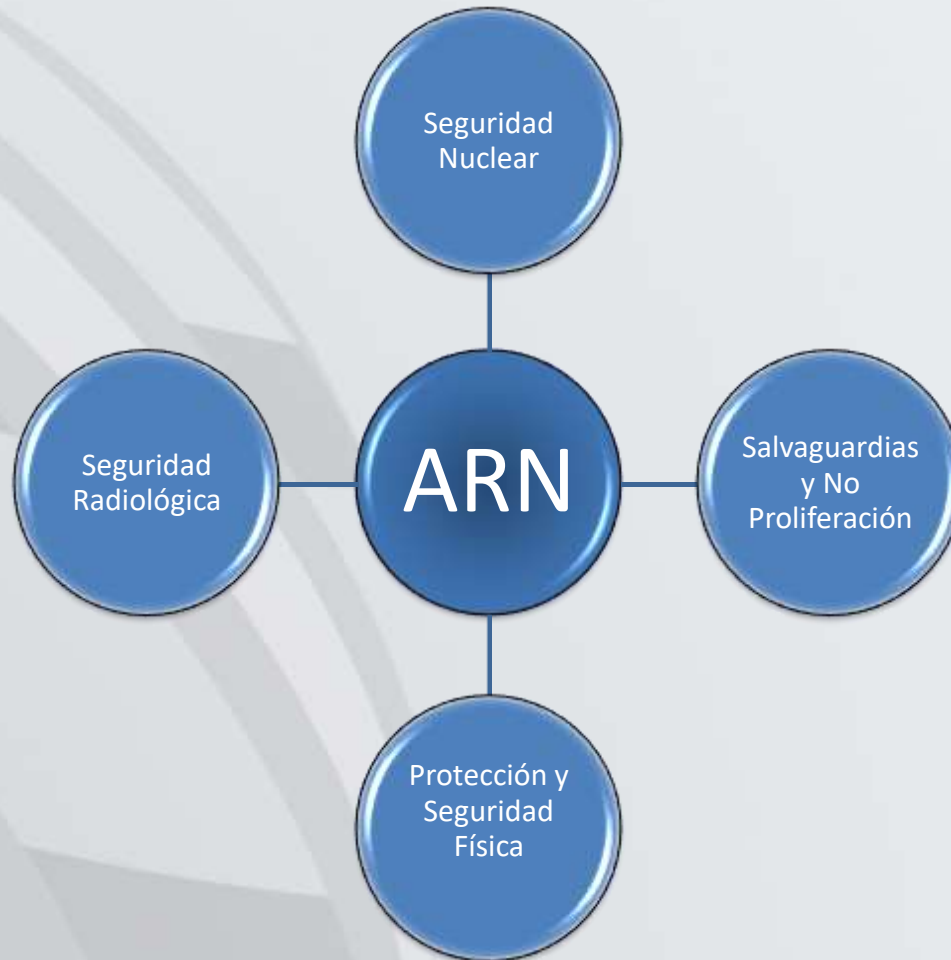 Seguridad
Nuclear
Seguridad
Radiológica
ARN
Salvaguardias
y No
Proliferación
Protección y
Seguridad
Física